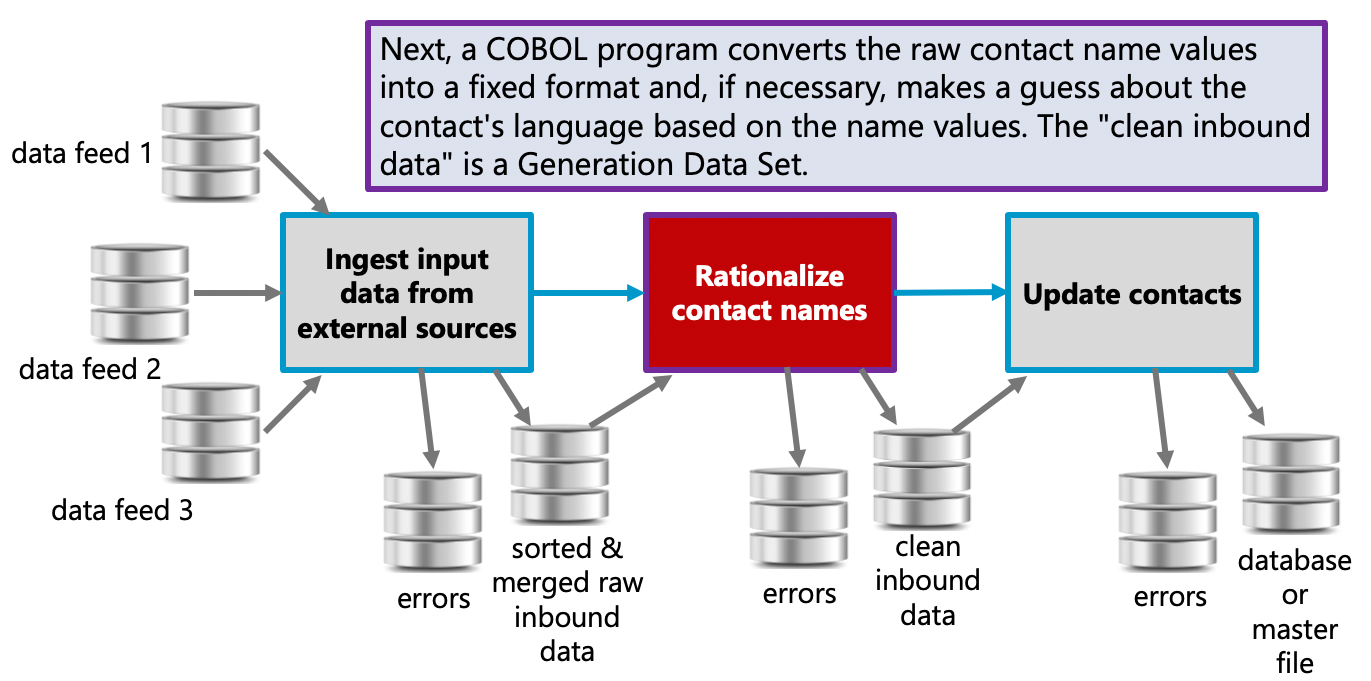 Next, a COBOL program converts the raw contact name values
into a fixed format and, if necessary, makes a guess about the
contact's language based on the name values. The "clean inbound
data" is a Generation Data Set.
data feed 1
data feed 2
data feed 3
Ingest input
data from
external sources
Rationalize
contact names
Update contacts
errors
sorted &
merged raw
inbound
data
errors
clean
inbound
data
errors
database
or
master
file